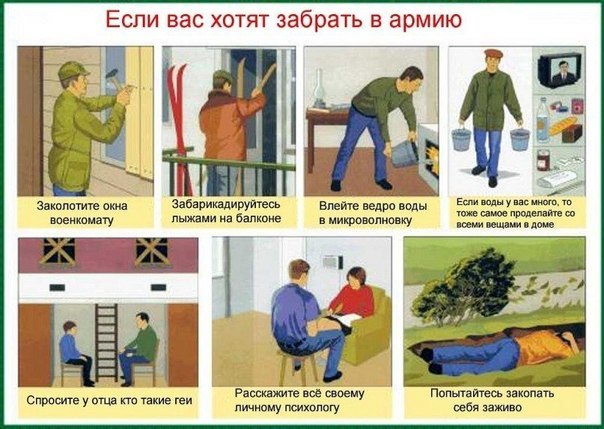 Если вас хотят забрать в армию
Заколотите окна
военкомату
Забарикадируйтесь
лыжами на балконе
Влейте ведро воды
в микроволновку
Если воды у вас много, то
тоже самое проделайте со
всеми вещами в доме
Спросите у отца кто такие геи
Расскажите всё своему
личному психологу
Попытайтесь закопать
себя заживо